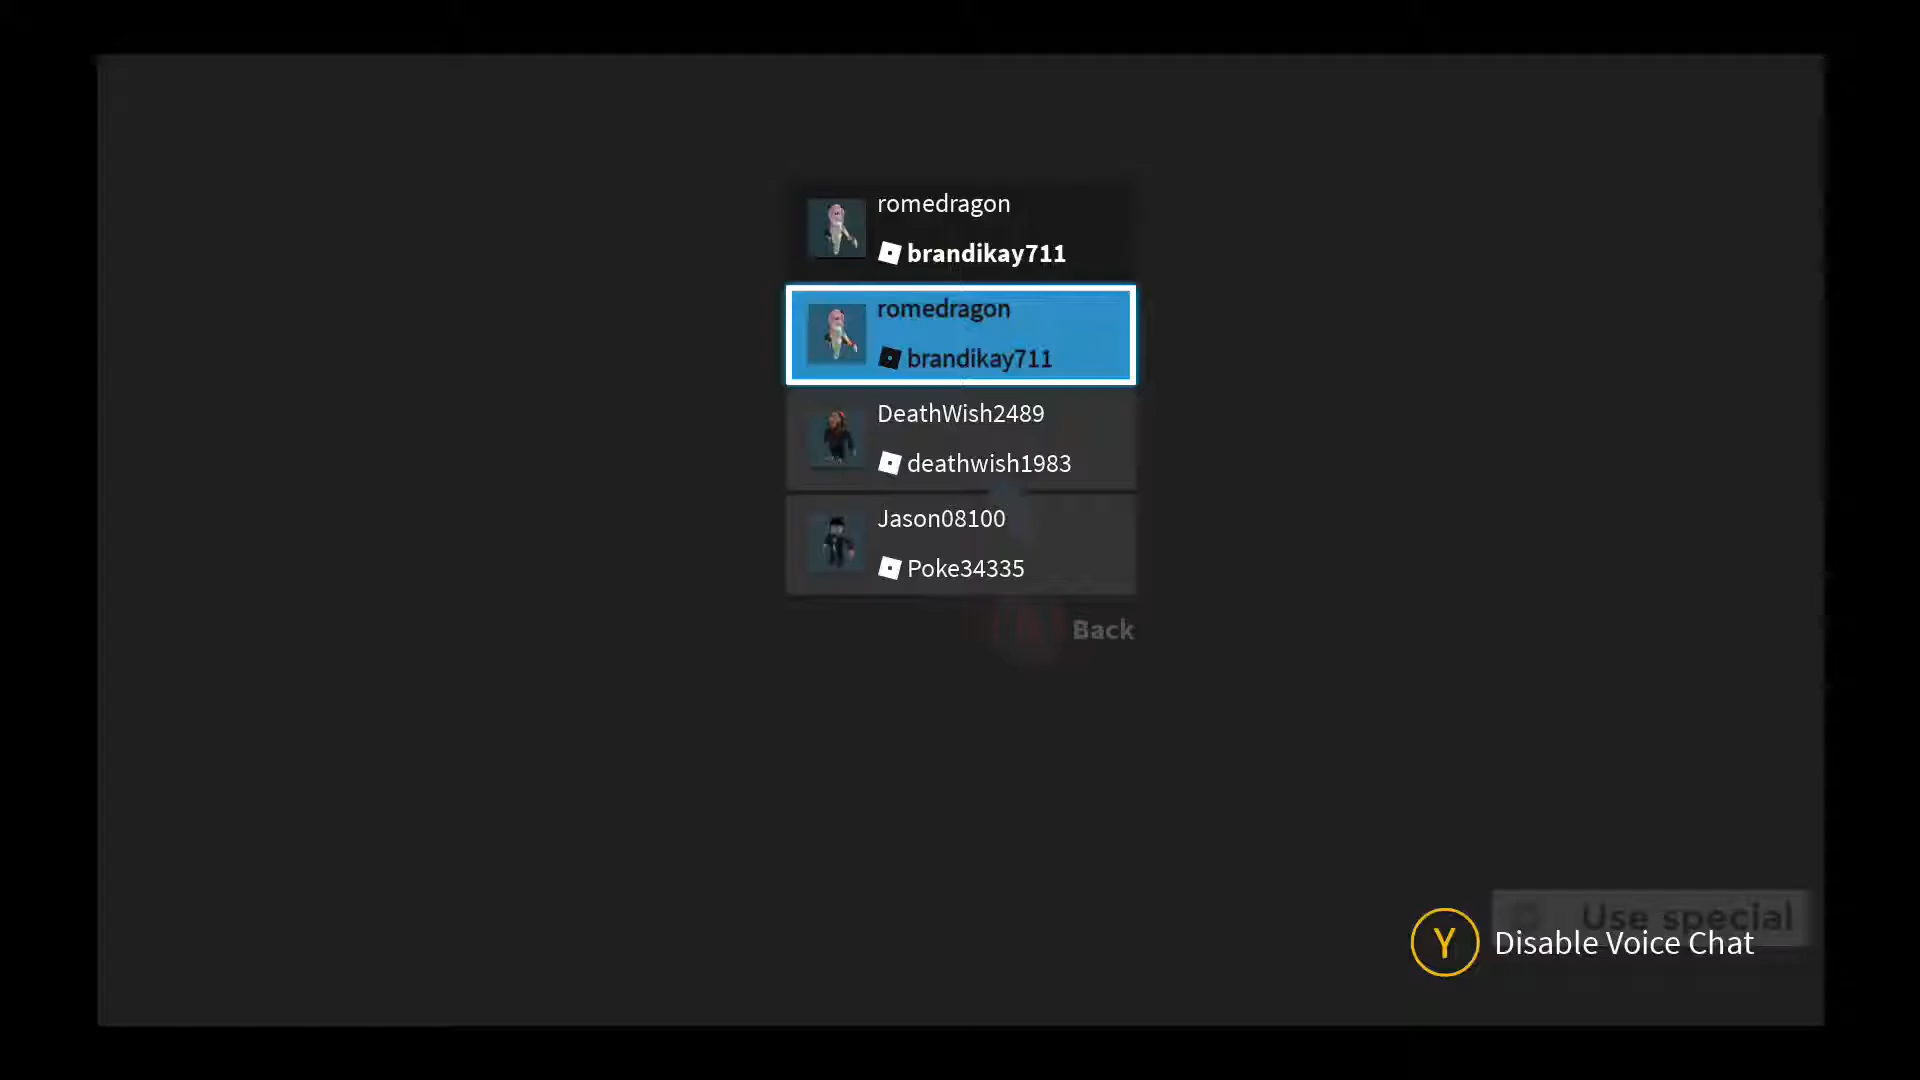 romedragon
brandikay711
romedragon
brandikay711
DeathWish2489
deathwish1983
Jason08100
Poke34335
Back
Use special
Y Disable Voice Chat